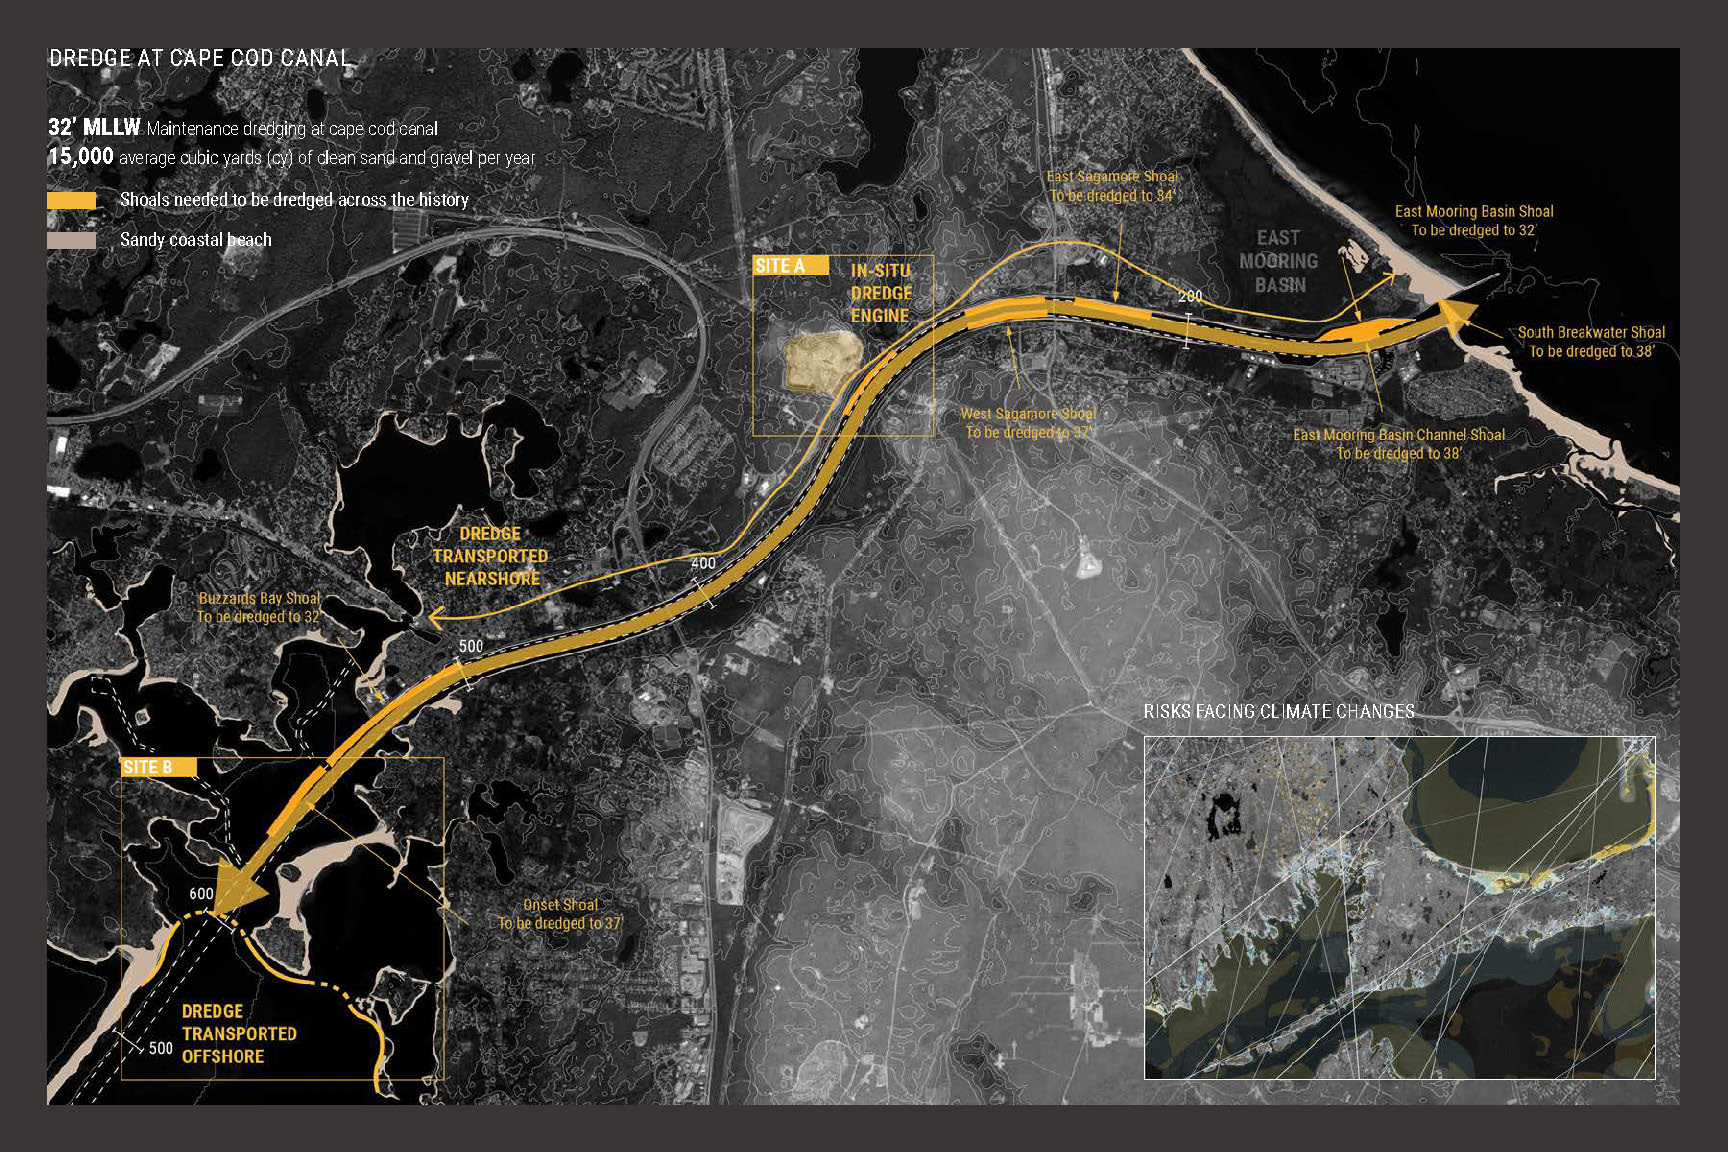 DREDGE AT CAPE COD CANAL
32' MLLW Maintenance dredging at cape cod canal
15,000 average cubic yards (cy) of clean sand and gravel per year
Shoals needed to be dredged across the history
Sandy coastal beach
East Sagamore Shoal
To be dredged to 34'
East Mooring Basin Shoal
To be dredged to 32'
EAST
MOORING
BASIN
SITE A
IN-SITU
DREDGE
ENGINE
200
South Breakwater Shoal
To be dredged to 38'
West Sagamore Shoal
To be dredged to 37'
East Mooring Basin Channel Shoal
To be dredged to 38'
DREDGE
TRANSPORTED
NEARSHORE
400
Buzzards Bay Shoal
To be dredged to 32'
500
RISKS FACING CLIMATE CHANGES
SITE B
600
Onset Shoal
To be dredged to 37'
DREDGE
TRANSPORTED
OFFSHORE
500